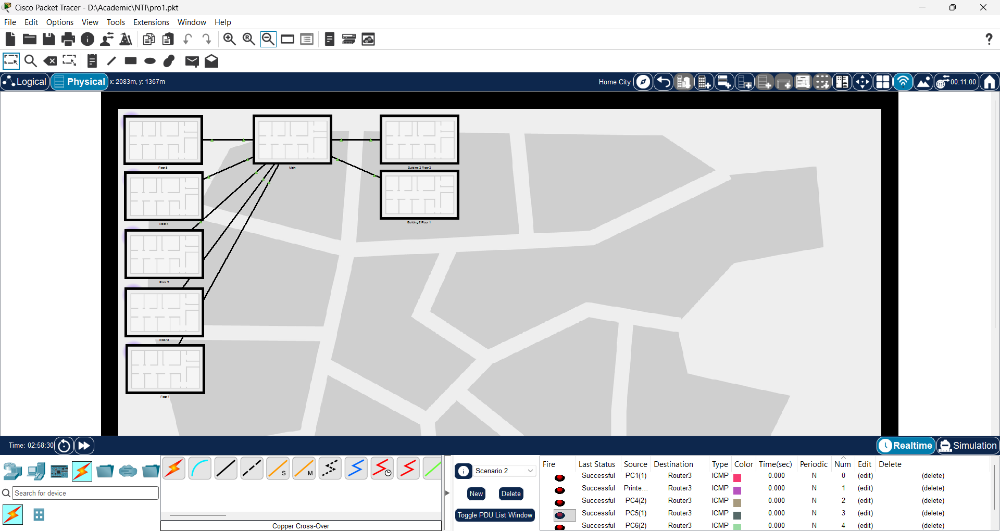 Cisco Packet Tracer - D:\Academic\NTI\pro1.pkt
File Edit Options View Tools Extensions Window Help
Logical Physical x: 2083m, y: 1367m Home City 00:11:00
Floor 5
Main
Building 2 Floor 2
Floor 4
Building 2 Floor 1
Floor 3
Floor 2
Floor 1
Time: 02:58:30 Realtime Simulation
S M
Search for device
Copper Cross-Over
Scenario 2
New Delete
Toggle PDU List Window
Fire Last Status Source Destination Type Color Time(sec) Periodic Num Edit Delete
Successful PC1(1) Router3 ICMP 0.000 N 0 (edit) (delete)
Successful Printe... Router3 ICMP 0.000 N 1 (edit) (delete)
Successful PC4(2) Router3 ICMP 0.000 N 2 (edit) (delete)
Successful PC5(1) Router3 ICMP 0.000 N 3 (edit) (delete)
Successful PC6(2) Router3 ICMP 0.000 N 4 (edit) (delete)